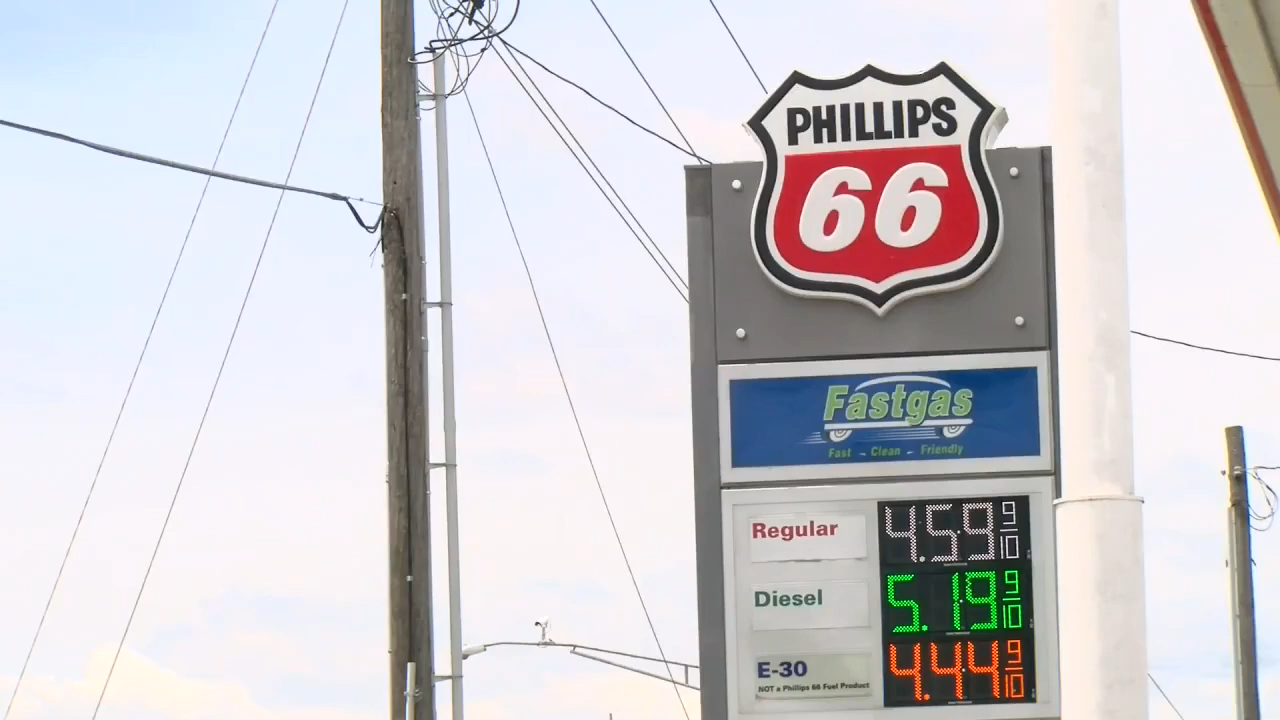 PHILLIPS
66
Fastgas
Fast - Clean - Friendly
Regular 4.59 9/10
Diesel 5.19 9/10
E-30 4.44 9/10
NOT a Phillips 66 Fuel Product